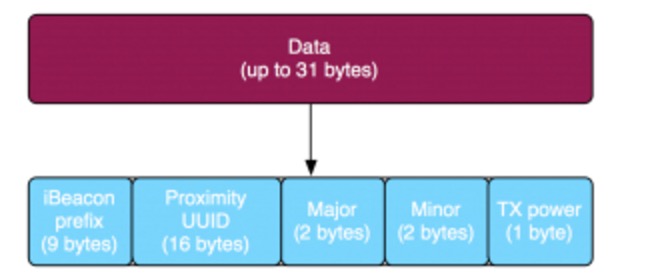 Data
(up to 31 bytes)
iBeacon
prefix
(9 bytes)
Proximity
UUID
(16 bytes)
Major
(2 bytes)
Minor
(2 bytes)
TX power
(1 byte)